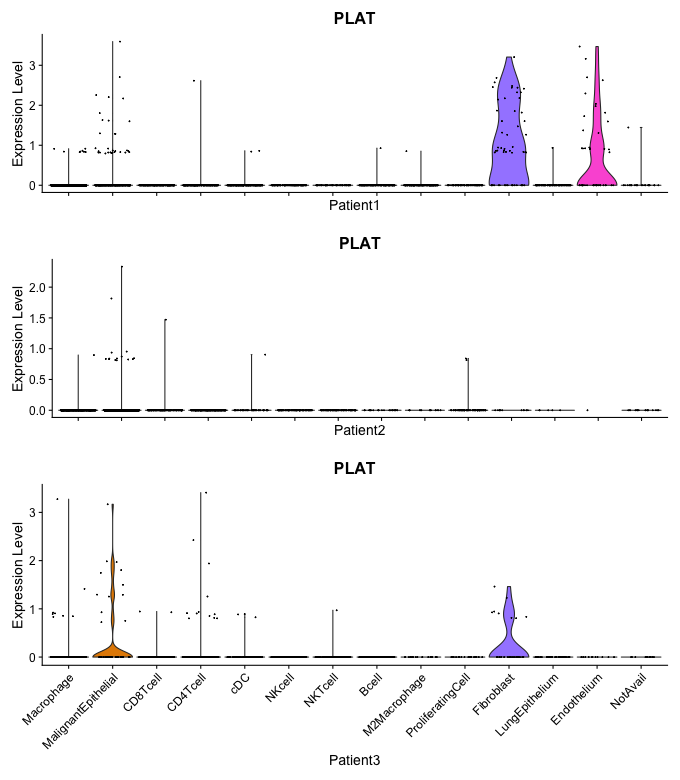 PLAT
Expression Level
3
2
1
0
Patient1
PLAT
Expression Level
2.0
1.5
1.0
0.5
0.0
Patient2
PLAT
Expression Level
3
2
1
0
Macrophage
MalignantEpithelial
CD8Tcell
CD4Tcell
cDC
NKcell
NKTcell
Bcell
M2Macrophage
ProliferatingCell
Fibroblast
LungEpithelium
Endothelium
NotAvail
Patient3